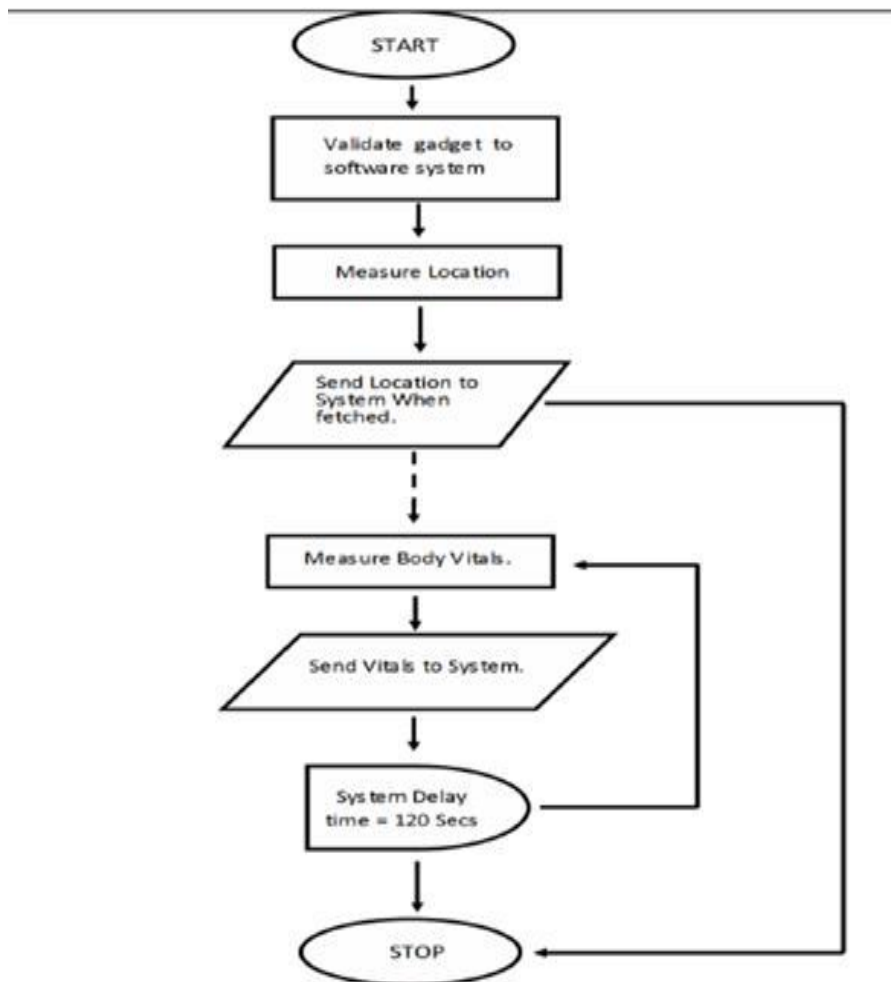 START
Validate gadget to
software system
Measure Location
Send Location to
System When
fetched.
Measure Body Vitals.
Send Vitals to System.
System Delay
time = 120 Secs
STOP